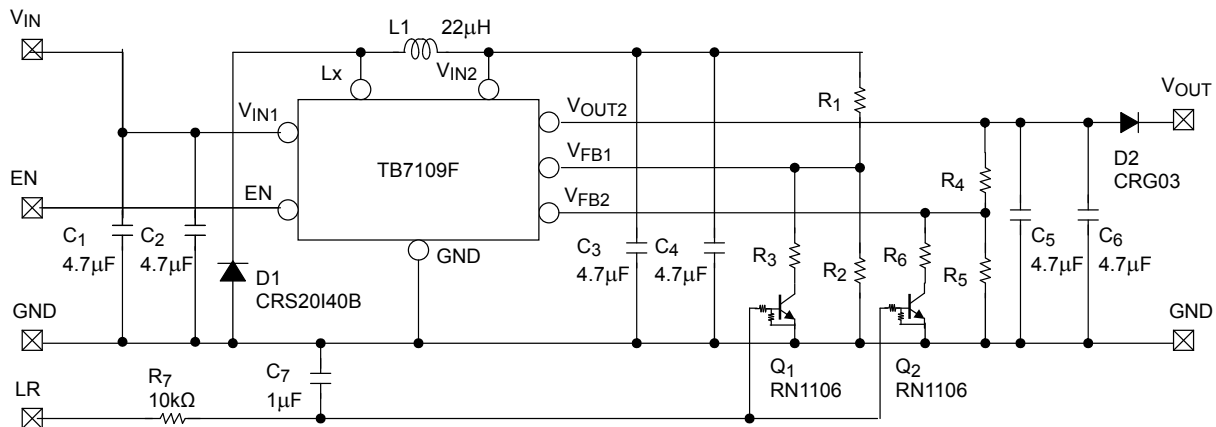 VIN
L1 22μH
Lx
VIN2
R1
VOUT
VIN1
VOUT2
TB7109F
VFB1
D2
CRG03
EN
EN
VFB2
R4
GND
C1
4.7μF
C2
4.7μF
D1
CRS20I40B
C3
4.7μF
C4
4.7μF
R3
R2
R6
R5
C5
4.7μF
C6
4.7μF
GND
GND
LR
R7
10kΩ
C7
1μF
Q1
RN1106
Q2
RN1106